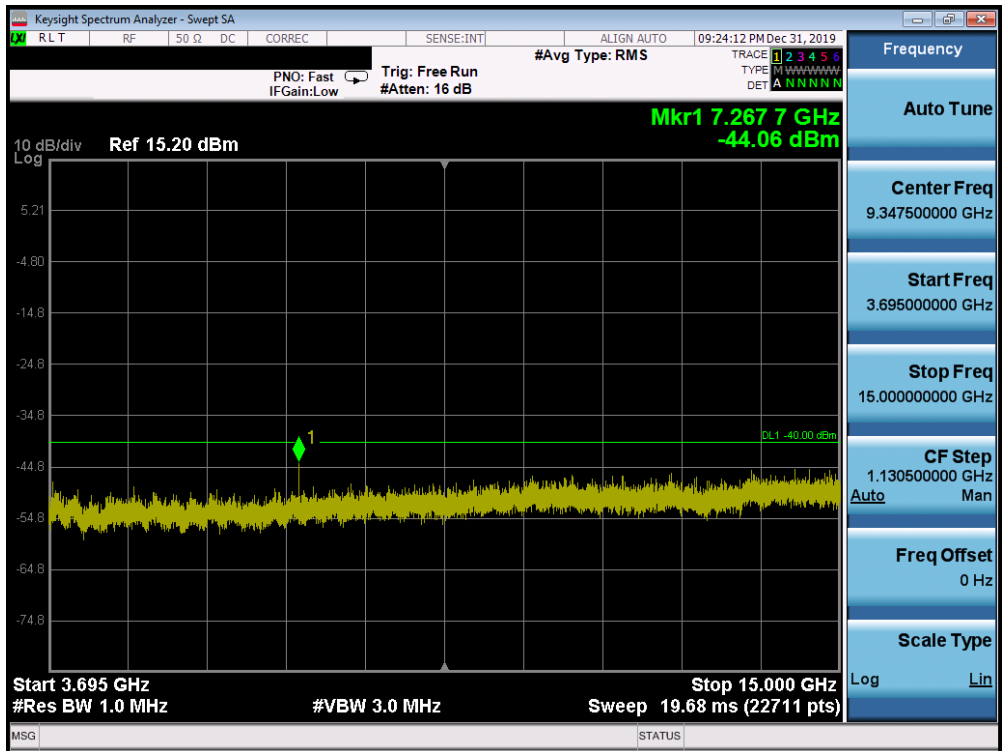 Keysight Spectrum Analyzer - Swept SA
LXI RLT RF 50 Ω DC CORREC SENSE:INT ALIGN AUTO 09:24:12 PM Dec 31, 2019
Frequency
#Avg Type: RMS
TRACE 1 2 3 4 5 6
TYPE M WWWWW
DET A N N N N N
PNO: Fast
IFGain:Low
Trig: Free Run
#Atten: 16 dB
Mkr1 7.267 7 GHz
-44.06 dBm
10 dB/div Ref 15.20 dBm
Log
5.21
-4.80
-14.8
-24.8
-34.8
-44.8
-54.8
-64.8
-74.8
1
DL1 -40.00 dBm
Start 3.695 GHz
Stop 15.000 GHz
#Res BW 1.0 MHz
#VBW 3.0 MHz
Sweep 19.68 ms (22711 pts)
MSG
STATUS
Auto Tune
Center Freq
9.347500000 GHz
Start Freq
3.695000000 GHz
Stop Freq
15.000000000 GHz
CF Step
1.130500000 GHz
Auto Man
Freq Offset
0 Hz
Scale Type
Log Lin